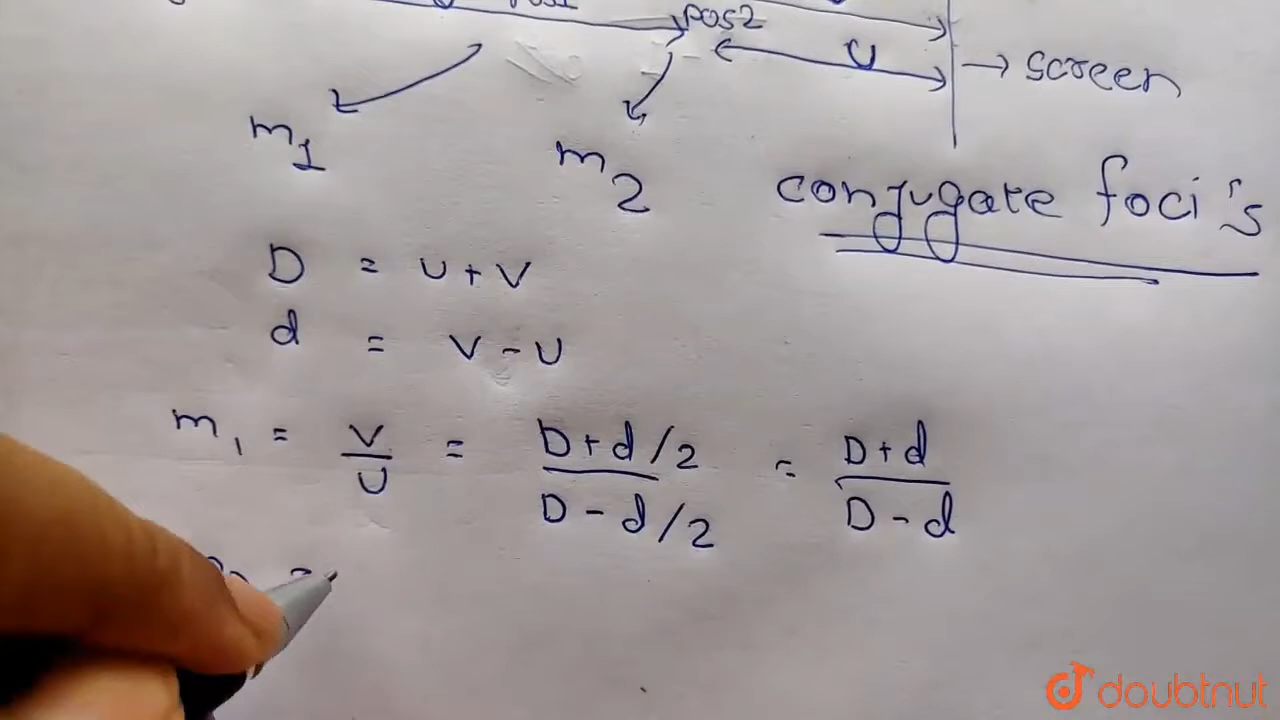 pos2
U
→ screen
m1
m2
conjugate foci's
D = U + V
d = V - U
m1 = V/U = D+d/2 / D-d/2 = D+d / D-d
=
doubtnut